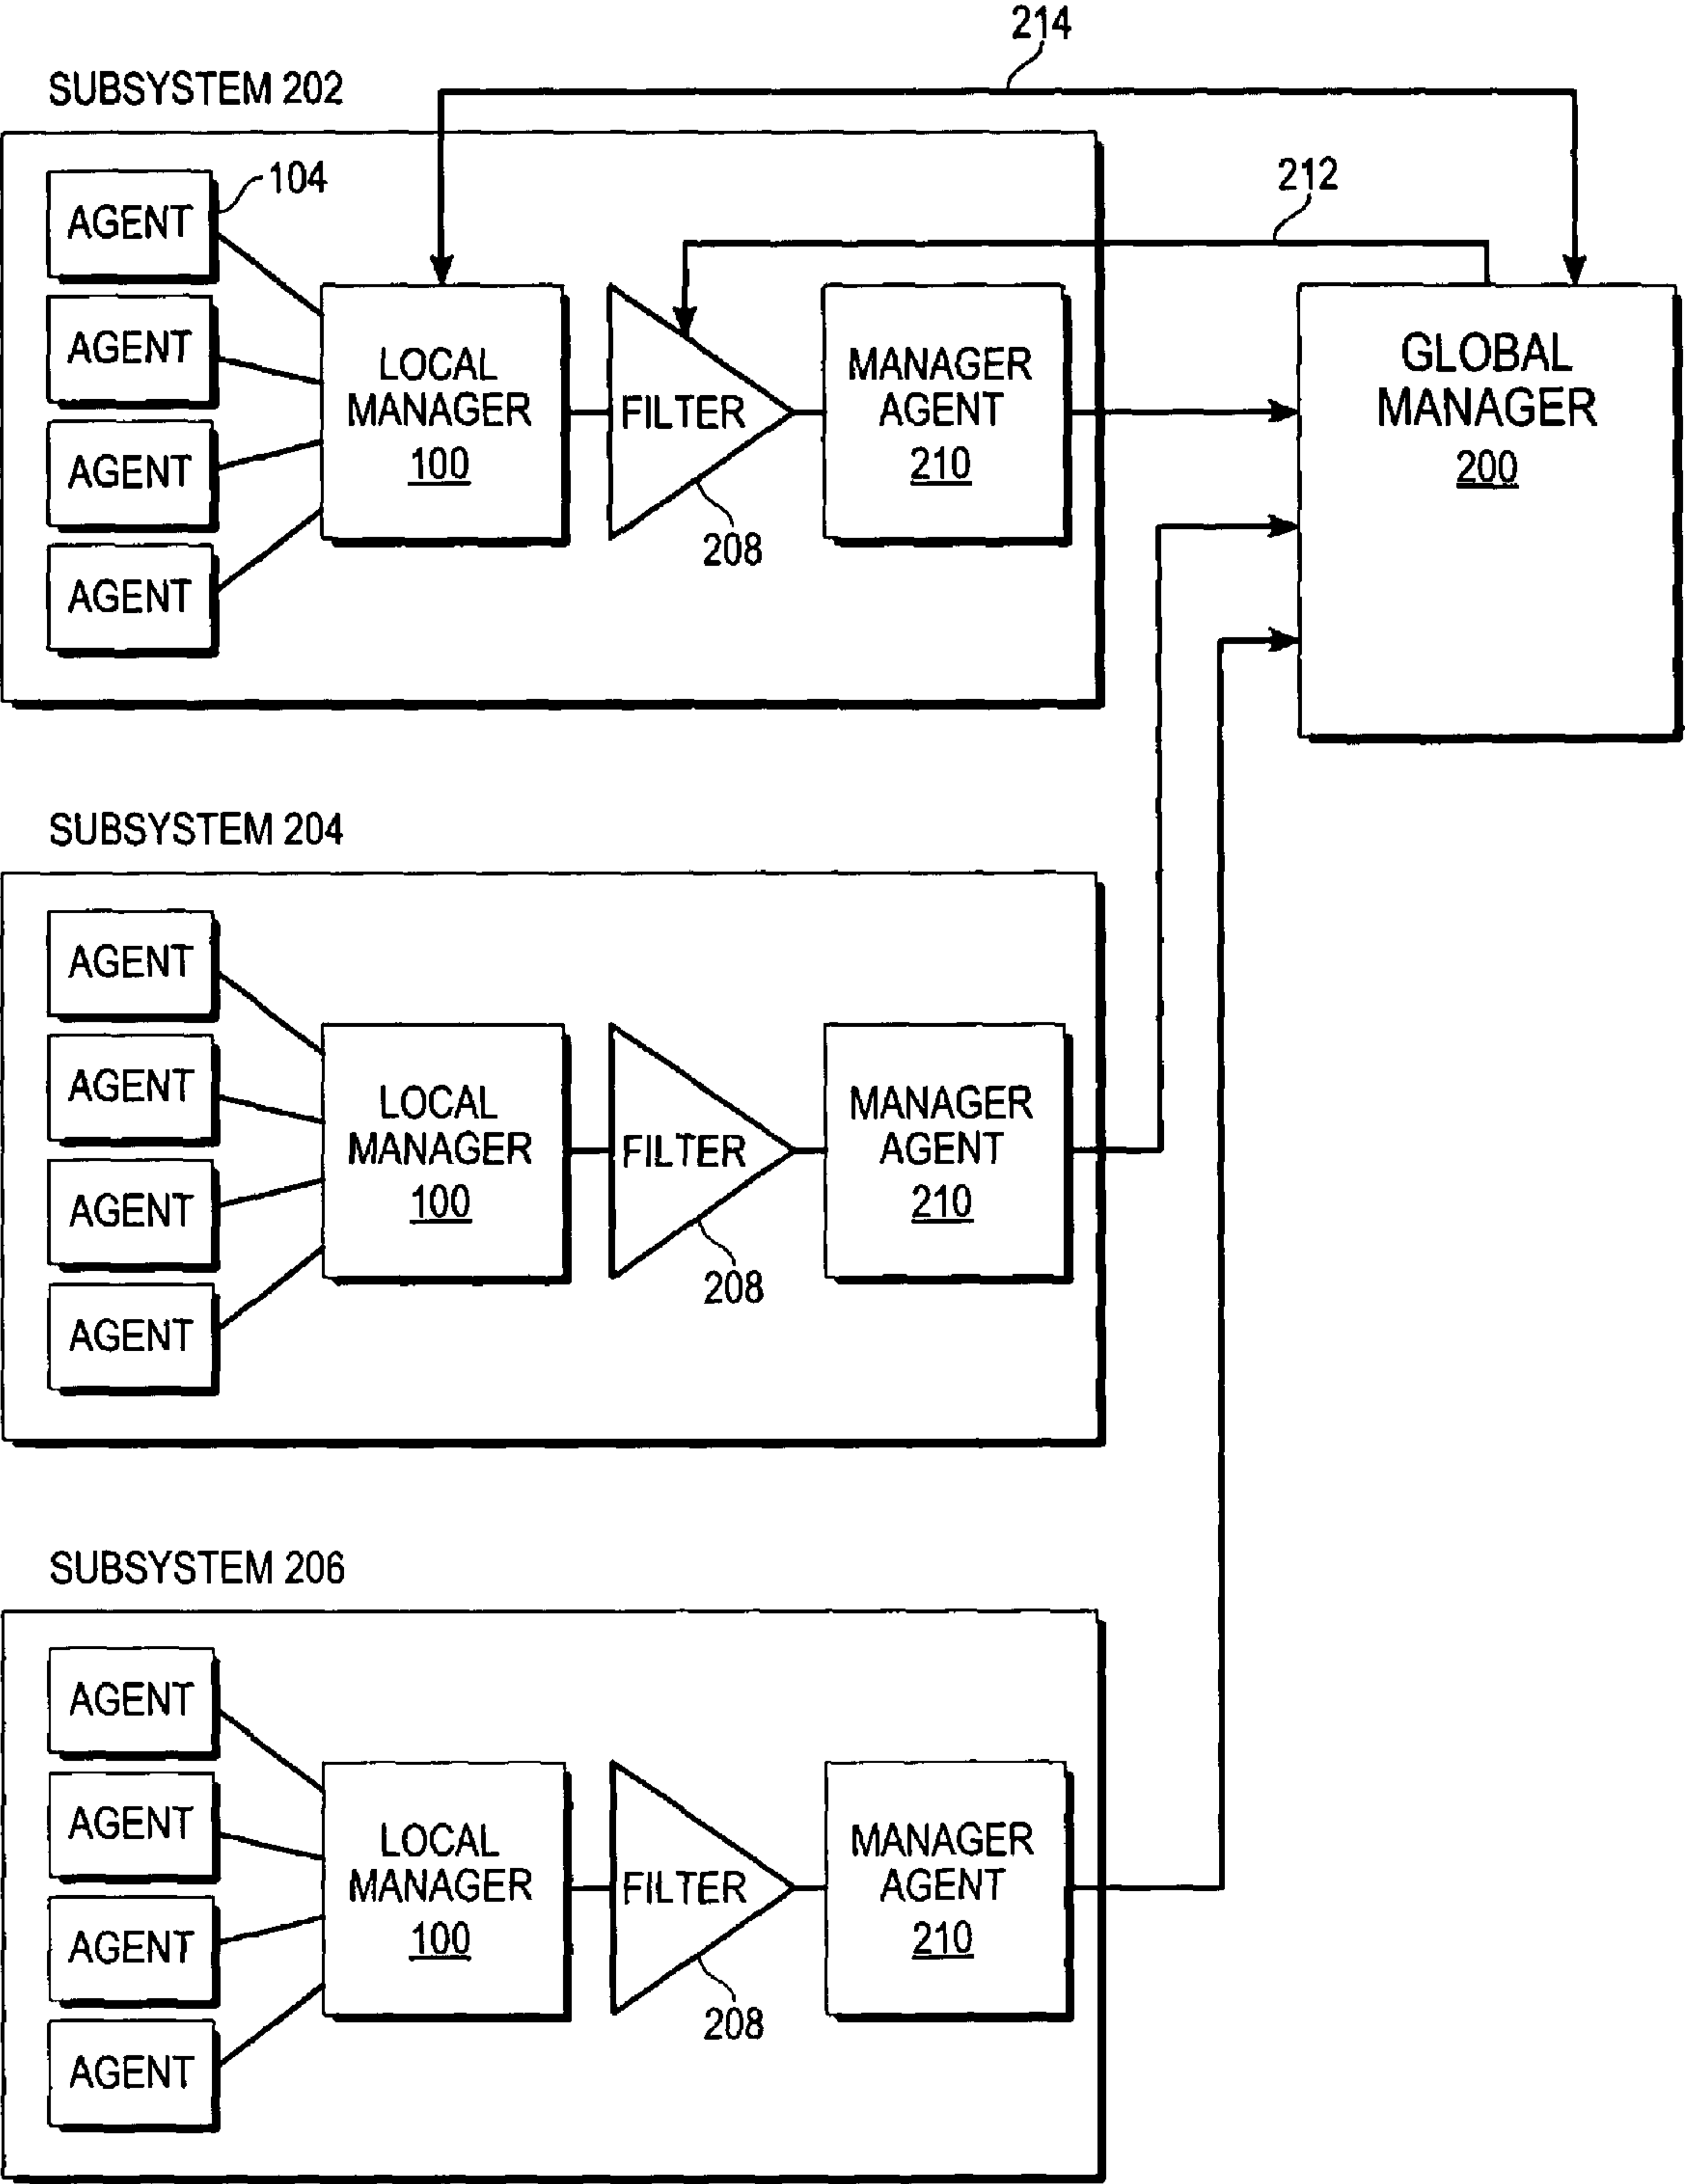 214
SUBSYSTEM 202
104
212
AGENT
AGENT
AGENT
AGENT
LOCAL
MANAGER
100
FILTER
208
MANAGER
AGENT
210
GLOBAL
MANAGER
200
SUBSYSTEM 204
AGENT
AGENT
AGENT
AGENT
LOCAL
MANAGER
100
FILTER
208
MANAGER
AGENT
210
SUBSYSTEM 206
AGENT
AGENT
AGENT
AGENT
LOCAL
MANAGER
100
FILTER
208
MANAGER
AGENT
210